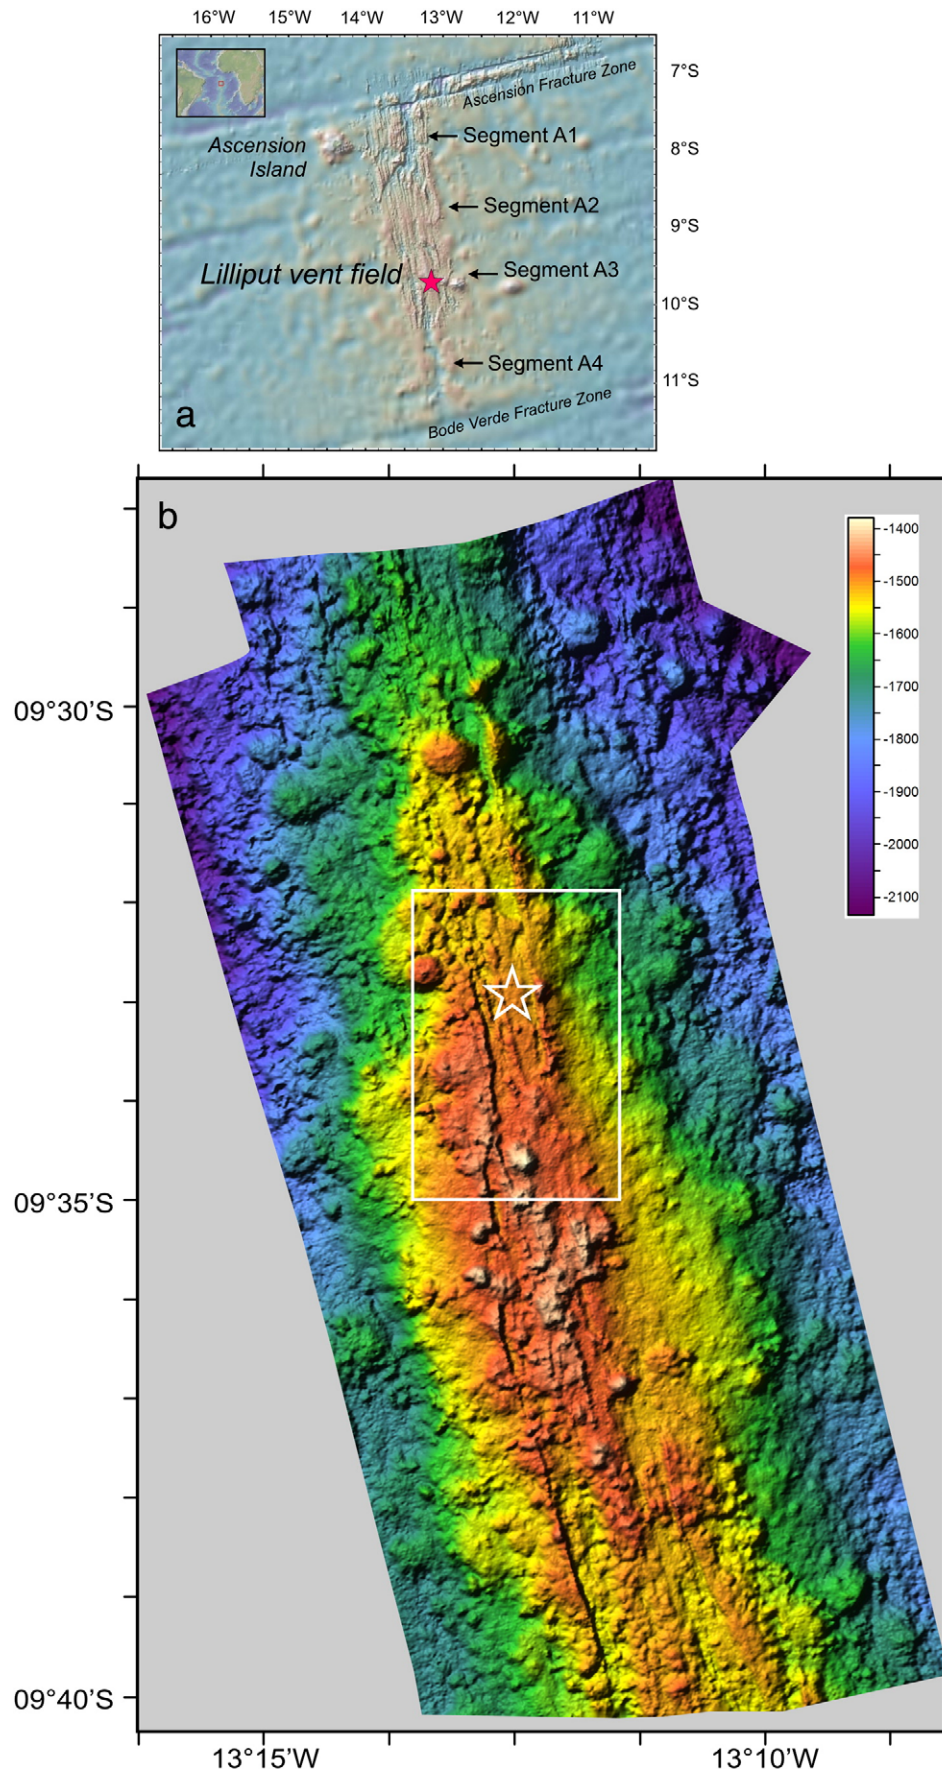 16°W 15°W 14°W 13°W 12°W 11°W
7°S
Ascension Fracture Zone
Segment A1
Ascension
Island
8°S
Segment A2
9°S
Lilliput vent field
Segment A3
10°S
Segment A4
11°S
Bode Verde Fracture Zone
a
b
-1400
-1500
-1600
-1700
-1800
-1900
-2000
-2100
09°30'S
09°35'S
09°40'S
13°15'W 13°10'W